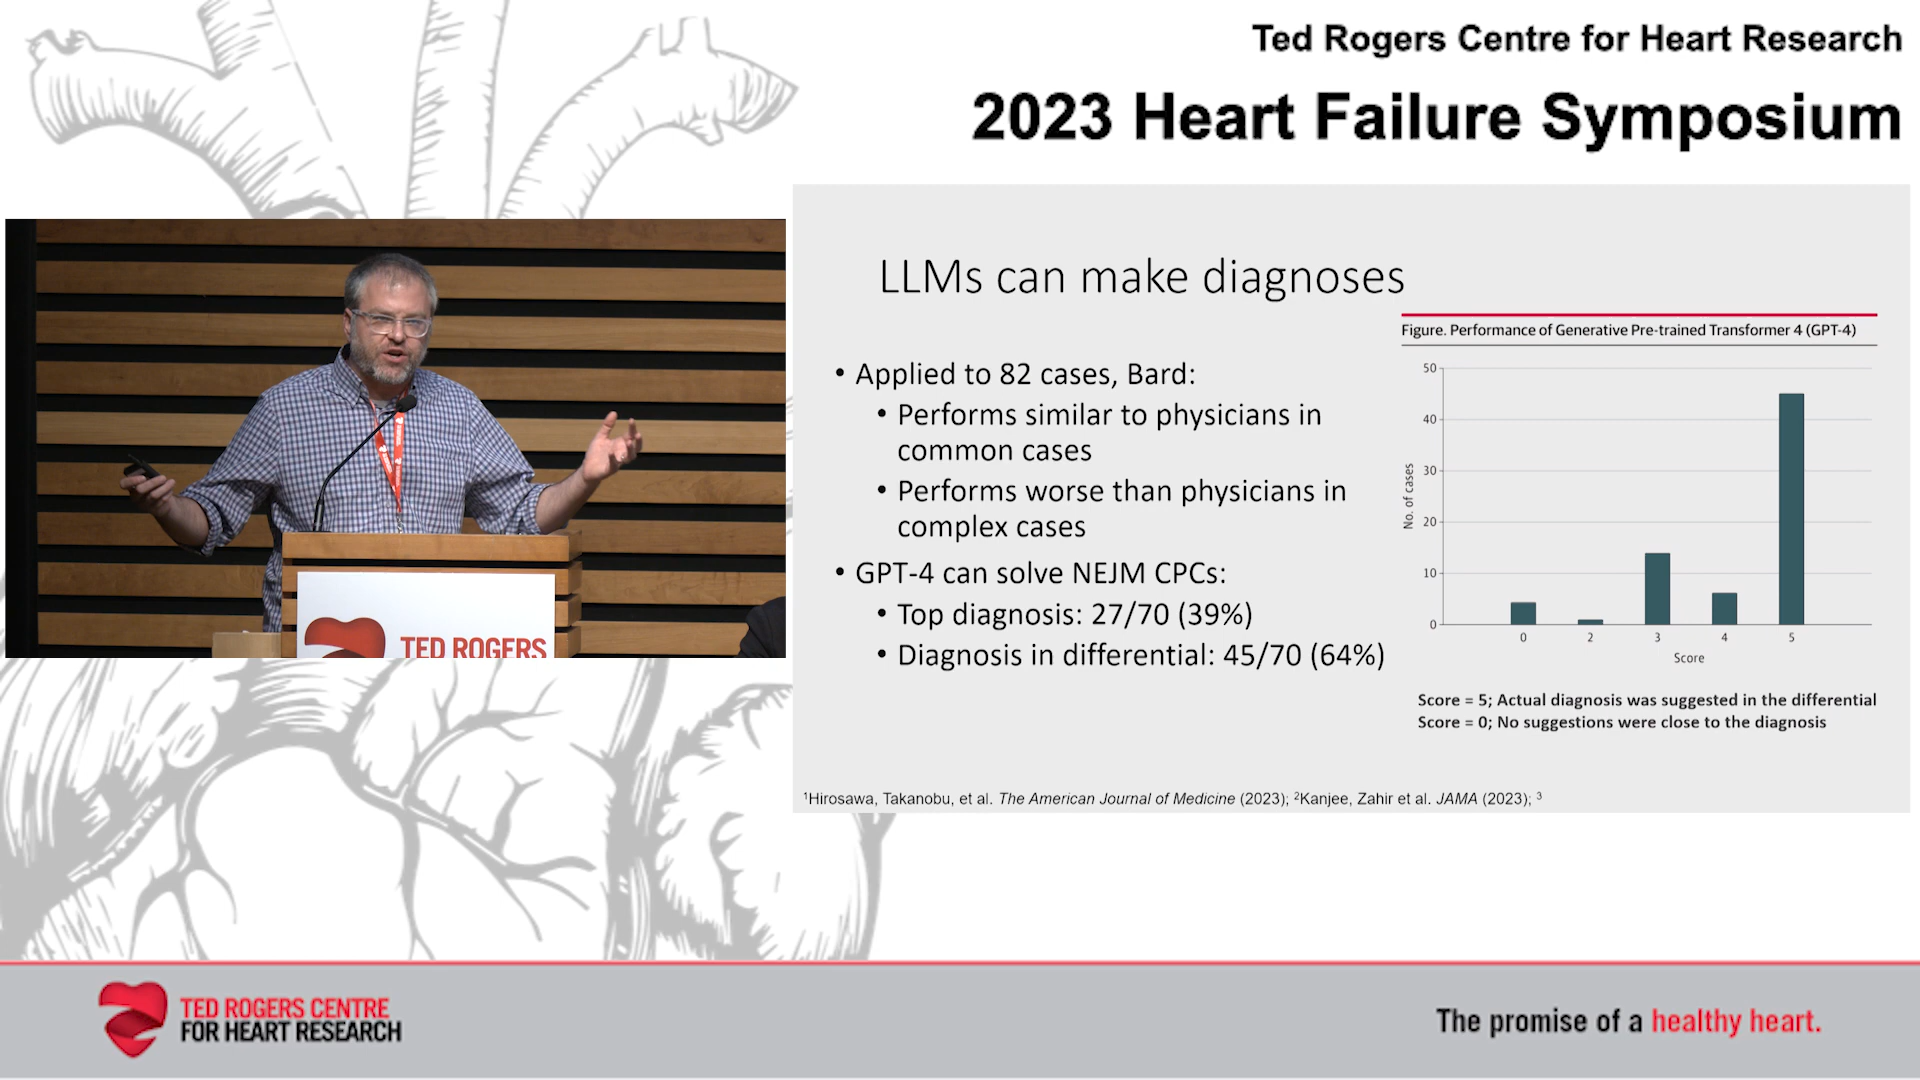 Ted Rogers Centre for Heart Research
2023 Heart Failure Symposium
LLMs can make diagnoses
• Applied to 82 cases, Bard:
• Performs similar to physicians in
common cases
• Performs worse than physicians in
complex cases
• GPT-4 can solve NEJM CPCs:
• Top diagnosis: 27/70 (39%)
• Diagnosis in differential: 45/70 (64%)
Figure. Performance of Generative Pre-trained Transformer 4 (GPT-4)
50
40
30
20
10
0
No. of cases
0 2 3 4 5
Score
Score = 5; Actual diagnosis was suggested in the differential
Score = 0; No suggestions were close to the diagnosis
¹Hirosawa, Takanobu, et al. The American Journal of Medicine (2023); ²Kanjee, Zahir et al. JAMA (2023); ³
TED ROGERS
TED ROGERS CENTRE
FOR HEART RESEARCH
The promise of a healthy heart.